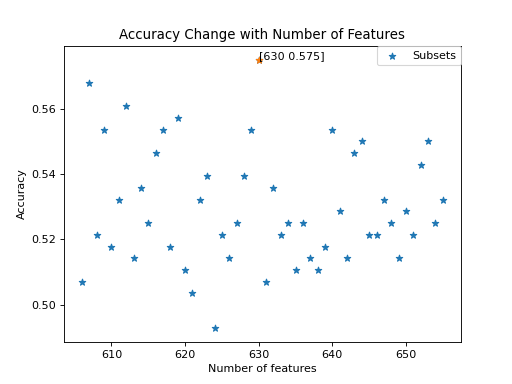 Accuracy Change with Number of Features
[630 0.575]
Subsets
0.56
0.54
0.52
0.50
Accuracy
610 620 630 640 650
Number of features